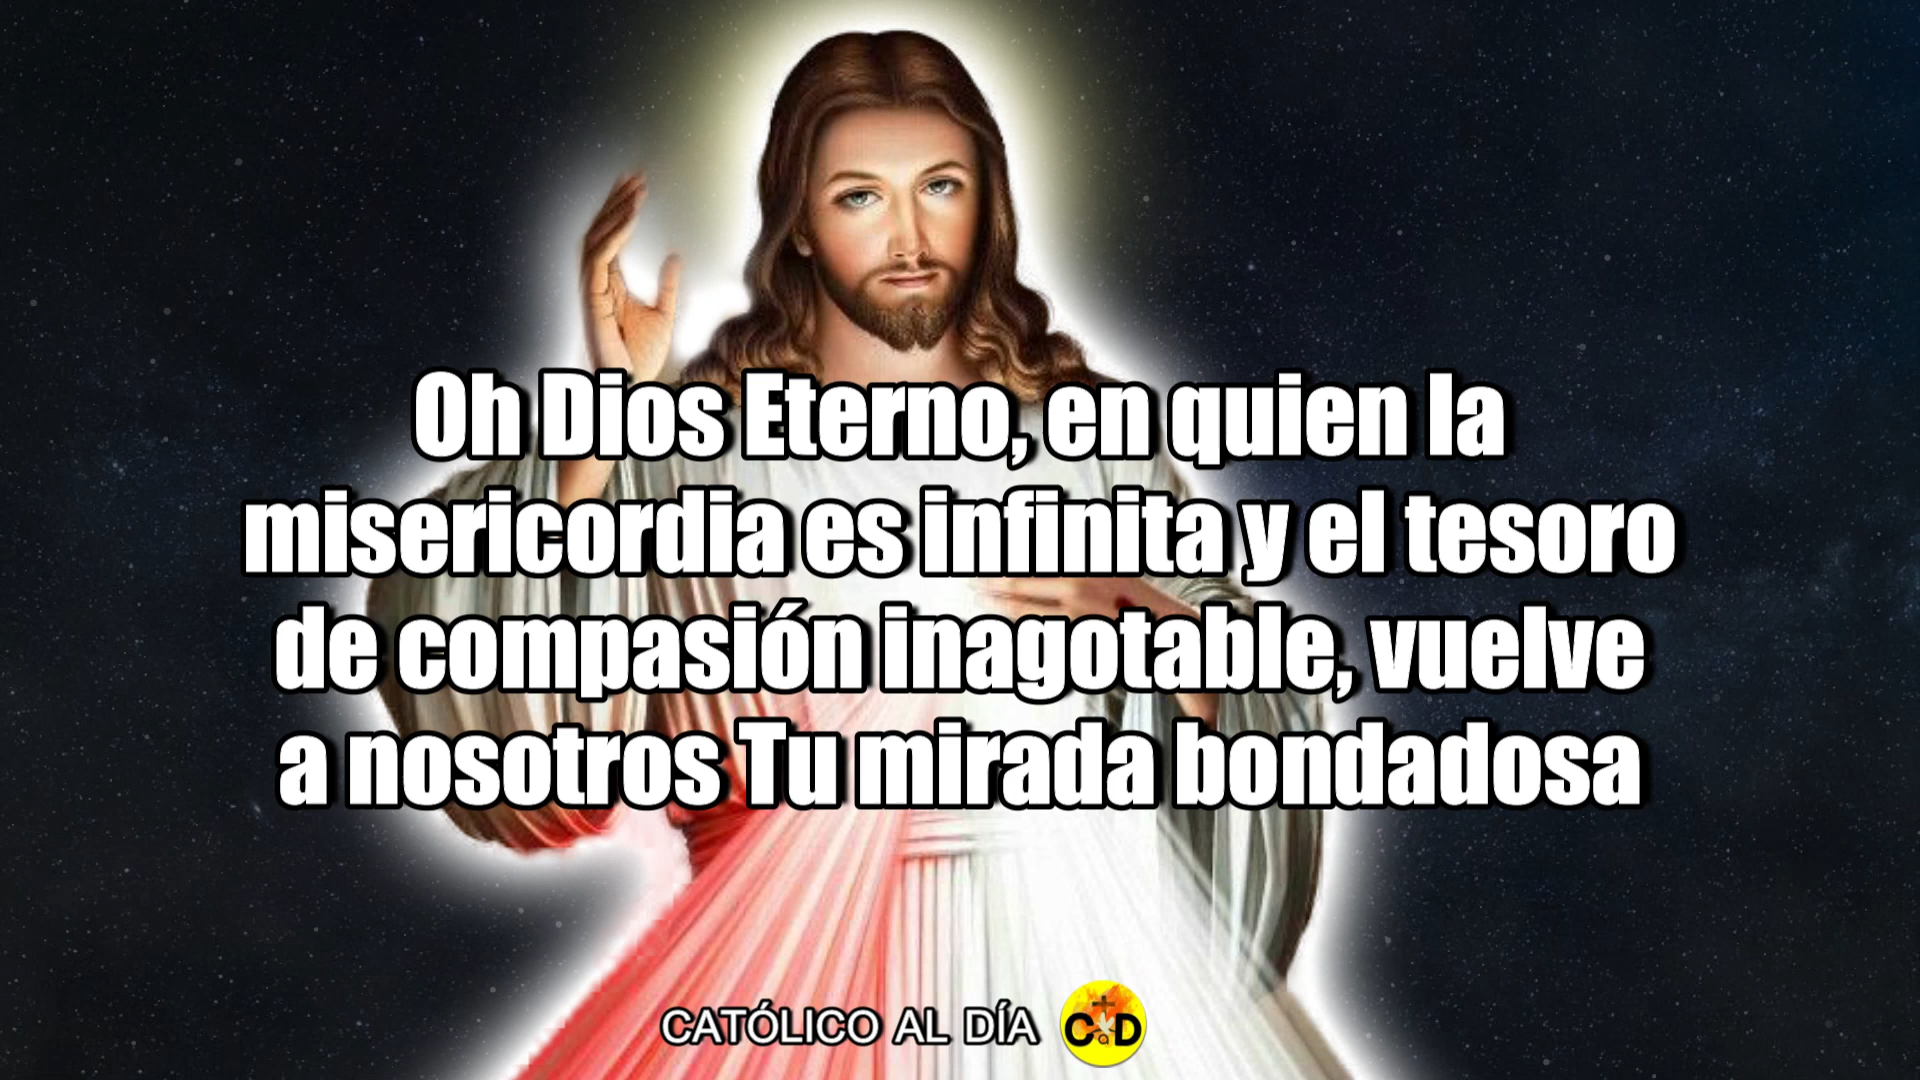 Oh Dios Eterno, en quien la
misericordia es infinita y el tesoro
de compasión inagotable, vuelve
a nosotros Tu mirada bondadosa
CATÓLICO AL DÍA
CaD